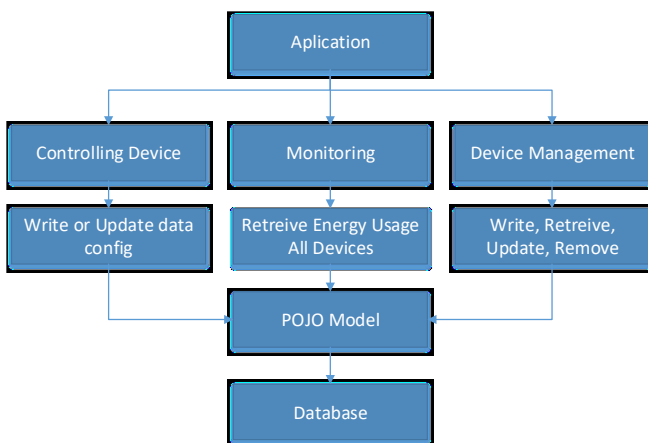 Aplication
Controlling Device
Monitoring
Device Management
Write or Update data
config
Retreive Energy Usage
All Devices
Write, Retreive,
Update, Remove
POJO Model
Database